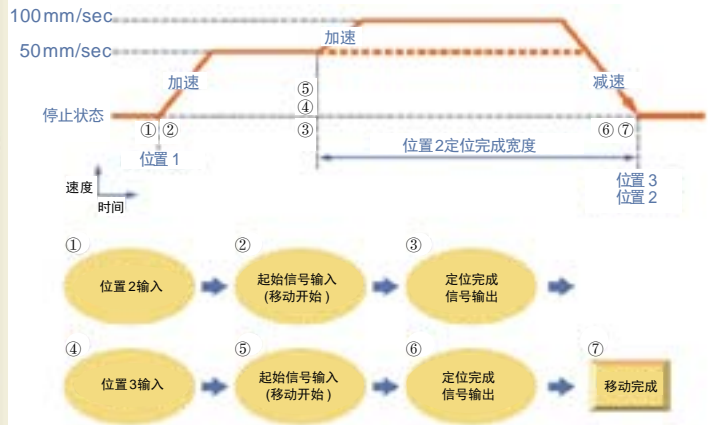 100mm/sec
50mm/sec
加速
加速
减速
停止状态
⑤
④
① ②
③
⑥ ⑦
位置1
位置2定位完成宽度
位置3
位置2
速度
时间
①
②
③
位置2输入
起始信号输入
(移动开始)
定位完成
信号输出
④
⑤
⑥
⑦
位置3输入
起始信号输入
(移动开始)
定位完成
信号输出
移动完成